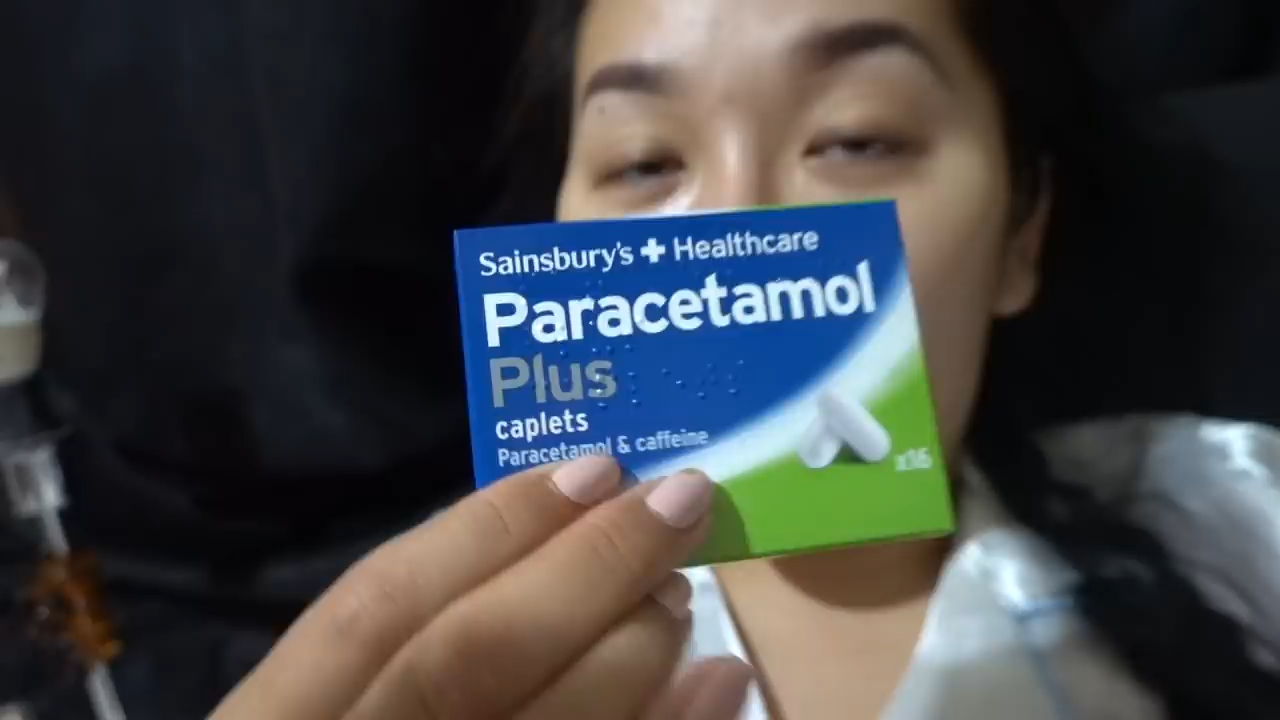 Sainsbury's + Healthcare
Paracetamol
Plus
caplets
Paracetamol & caffeine
x16